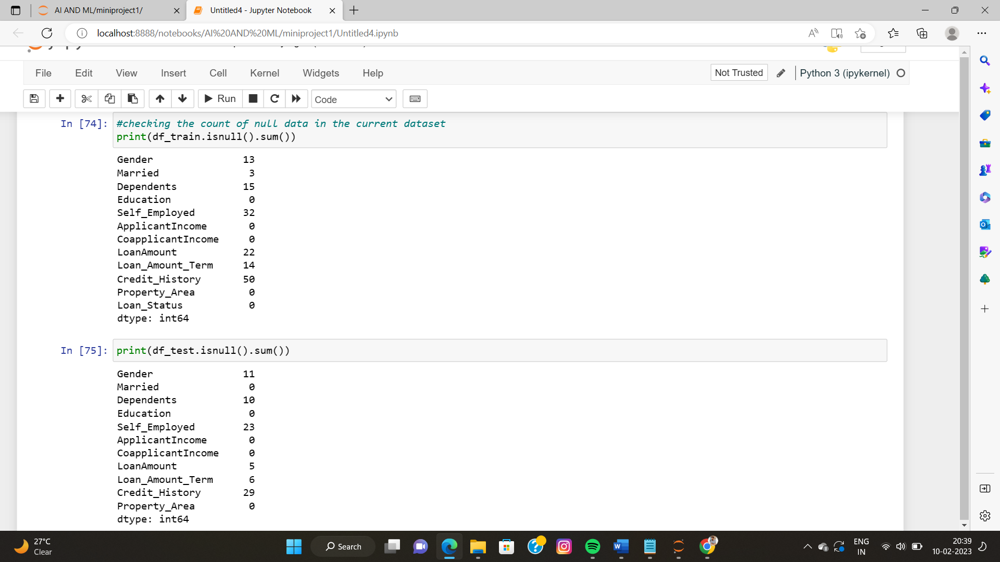 AI AND ML/miniproject1/
Untitled4 - Jupyter Notebook
localhost:8888/notebooks/AI%20AND%20ML/miniproject1/Untitled4.ipynb
File Edit View Insert Cell Kernel Widgets Help
Not Trusted
Python 3 (ipykernel)
Run
Code
In [74]: #checking the count of null data in the current dataset
print(df_train.isnull().sum())
Gender 13
Married 3
Dependents 15
Education 0
Self_Employed 32
ApplicantIncome 0
CoapplicantIncome 0
LoanAmount 22
Loan_Amount_Term 14
Credit_History 50
Property_Area 0
Loan_Status 0
dtype: int64
In [75]: print(df_test.isnull().sum())
Gender 11
Married 0
Dependents 10
Education 0
Self_Employed 23
ApplicantIncome 0
CoapplicantIncome 0
LoanAmount 5
Loan_Amount_Term 6
Credit_History 29
Property_Area 0
dtype: int64
27°C
Clear
Search
ENG
IN
20:39
10-02-2023